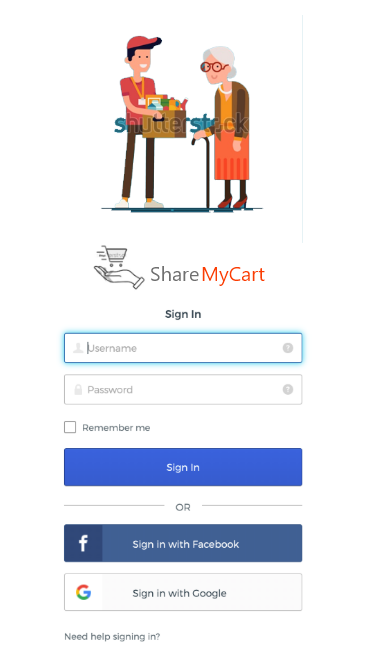 shutterstock
ShareMyCart
Sign In
Username
Password
Remember me
Sign In
OR
Sign in with Facebook
Sign in with Google
Need help signing in?